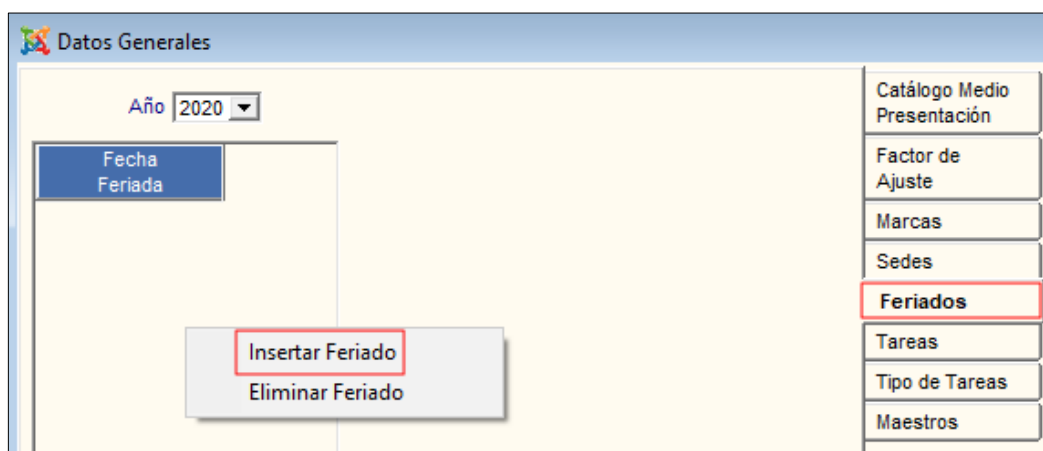 Datos Generales
Año 2020
Fecha
Feriada
Insertar Feriado
Eliminar Feriado
Catálogo Medio
Presentación
Factor de
Ajuste
Marcas
Sedes
Feriados
Tareas
Tipo de Tareas
Maestros